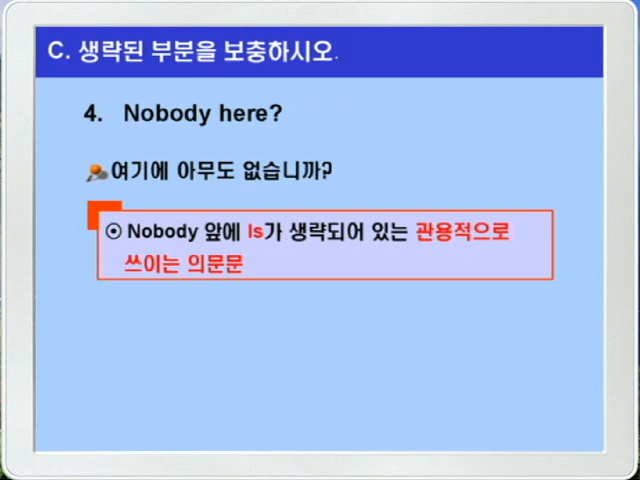 C. 생략된 부분을 보충하시오.
4. Nobody here?
여기에 아무도 없습니까?
⊙ Nobody 앞에 Is가 생략되어 있는 관용적으로
쓰이는 의문문